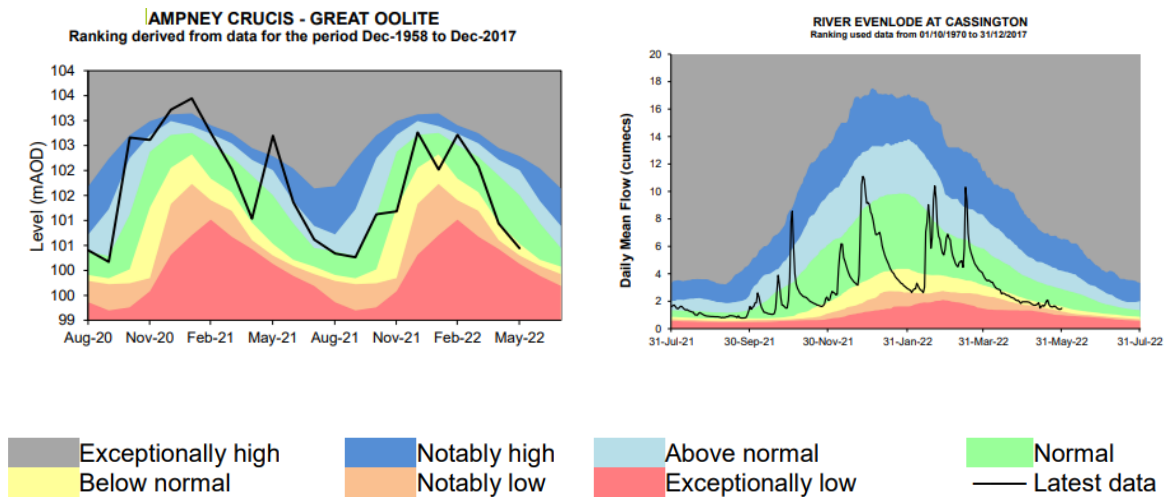 AMPNEY CRUCIS - GREAT OOLITE
Ranking derived from data for the period Dec-1958 to Dec-2017
Level (mAOD)
104
104
103
103
102
102
101
101
100
100
99
Aug-20 Nov-20 Feb-21 May-21 Aug-21 Nov-21 Feb-22 May-22
RIVER EVENLODE AT CASSINGTON
Ranking used data from 01/10/1970 to 31/12/2017
Daily Mean Flow (cumecs)
20
18
16
14
12
10
8
6
4
2
0
31-Jul-21 30-Sep-21 30-Nov-21 31-Jan-22 31-Mar-22 31-May-22 31-Jul-22
Exceptionally high Notably high Above normal Normal
Below normal Notably low Exceptionally low Latest data